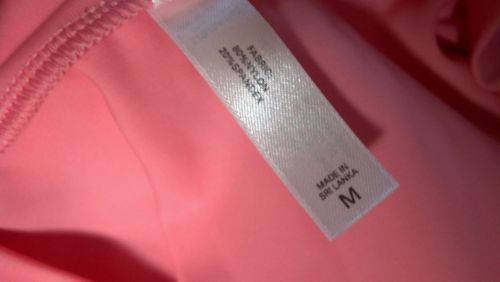 FABRIC:
80%NYLON
20%SPANDEX
MADE IN
SRI LANKA
M